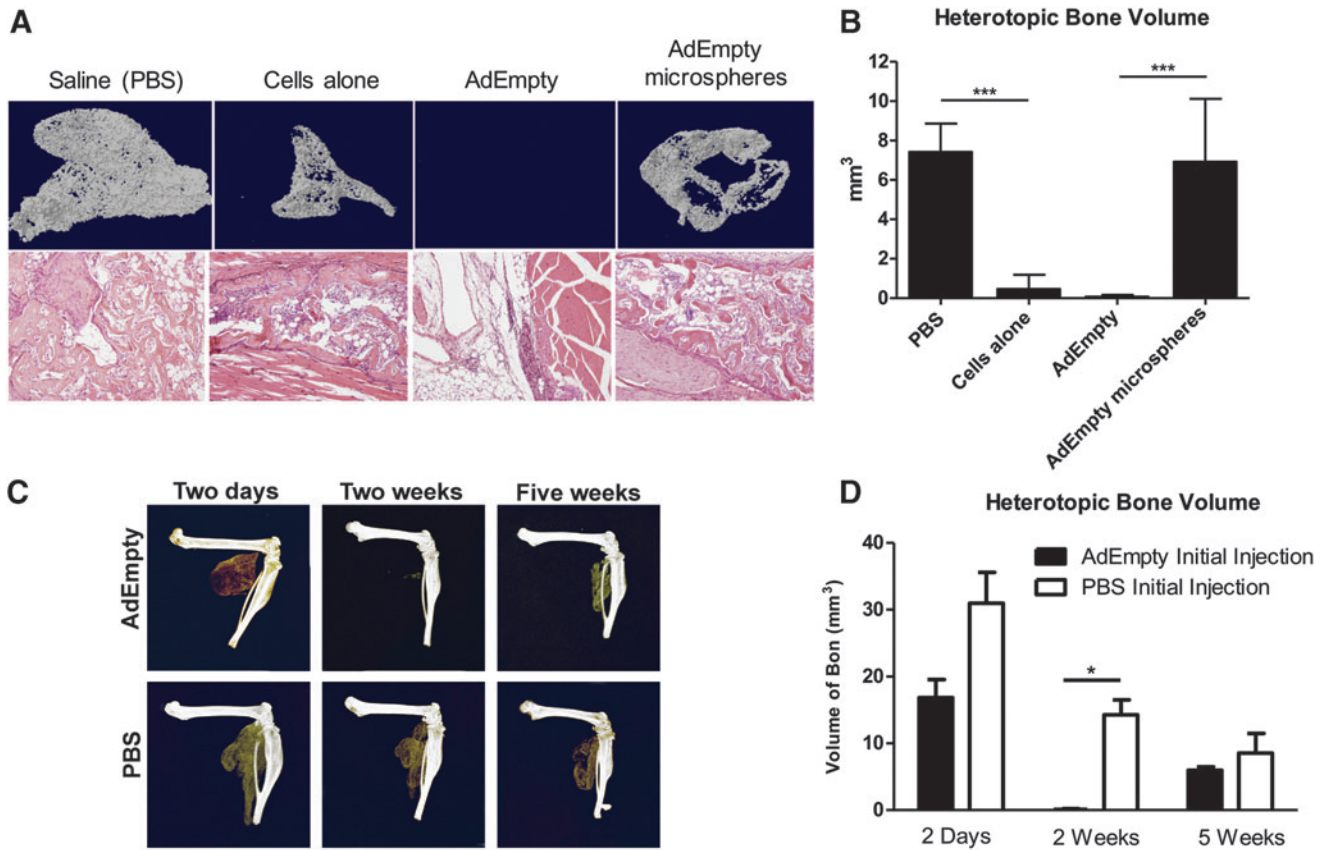 A
Saline (PBS)
Cells alone
AdEmpty
AdEmpty
microspheres
B
Heterotopic Bone Volume
***
***
12
10
8
6
4
2
0
mm³
PBS
Cells alone
AdEmpty
AdEmpty microspheres
C
Two days
Two weeks
Five weeks
AdEmpty
PBS
D
Heterotopic Bone Volume
AdEmpty Initial Injection
PBS Initial Injection
*
40
30
20
10
0
Volume of Bon (mm³)
2 Days
2 Weeks
5 Weeks